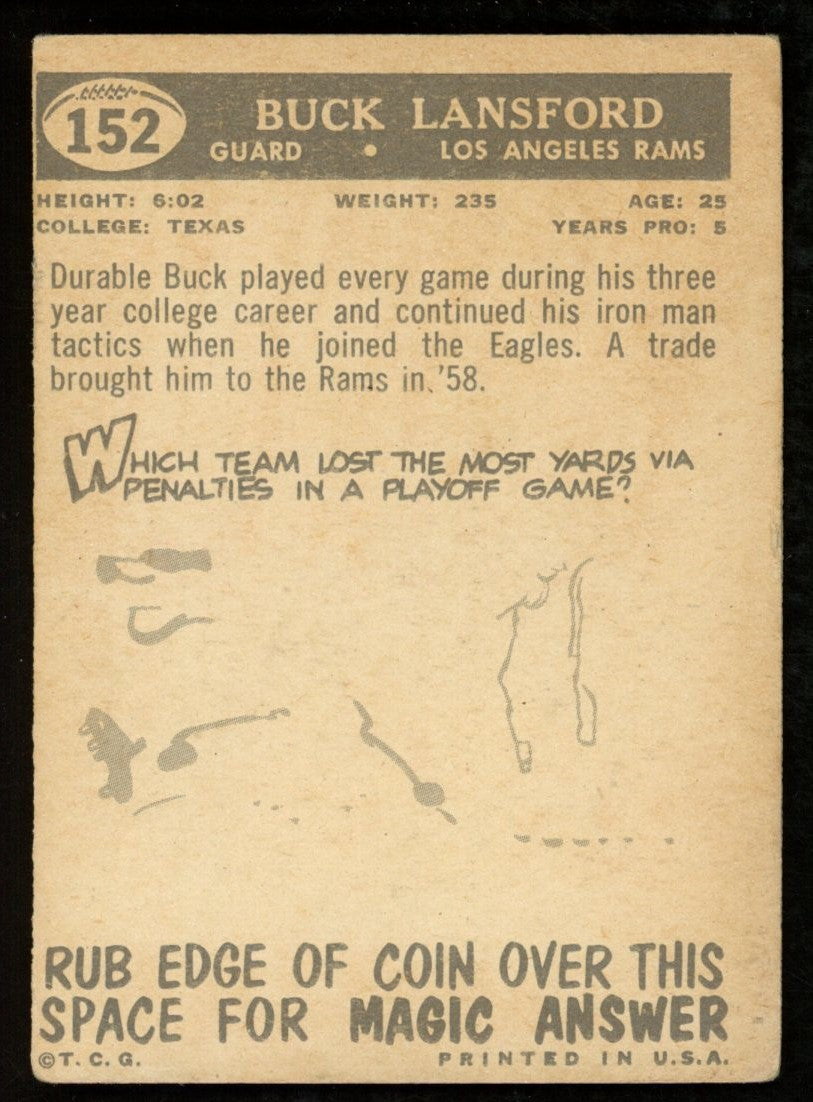 152
BUCK LANSFORD
GUARD • LOS ANGELES RAMS
HEIGHT: 6:02 WEIGHT: 235 AGE: 25
COLLEGE: TEXAS YEARS PRO: 5
Durable Buck played every game during his three
year college career and continued his iron man
tactics when he joined the Eagles. A trade
brought him to the Rams in '58.
WHICH TEAM LOST THE MOST YARDS VIA
PENALTIES IN A PLAYOFF GAME?
RUB EDGE OF COIN OVER THIS
SPACE FOR MAGIC ANSWER
©T.C.G. PRINTED IN U.S.A.